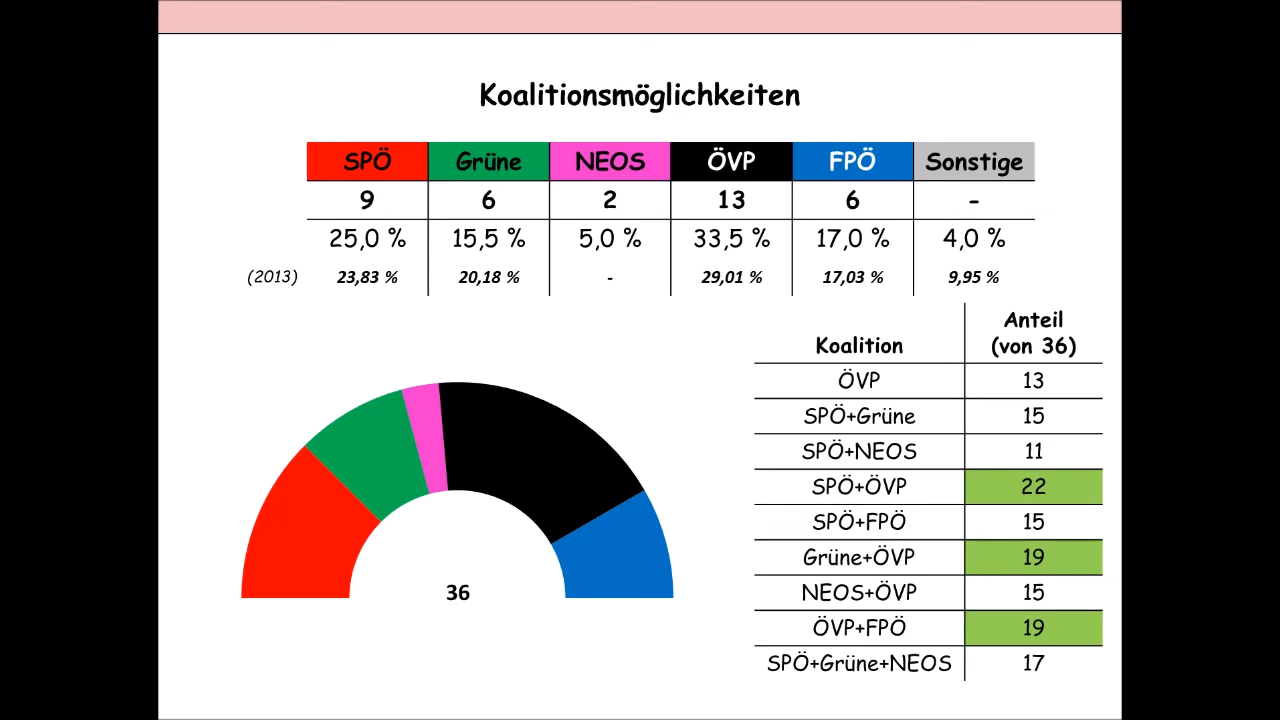 Koalitionsmöglichkeiten
SPÖ Grüne NEOS ÖVP FPÖ Sonstige
9 6 2 13 6 -
25,0 % 15,5 % 5,0 % 33,5 % 17,0 % 4,0 %
(2013) 23,83 % 20,18 % - 29,01 % 17,03 % 9,95 %
Koalition Anteil
(von 36)
ÖVP 13
SPÖ+Grüne 15
SPÖ+NEOS 11
SPÖ+ÖVP 22
SPÖ+FPÖ 15
Grüne+ÖVP 19
NEOS+ÖVP 15
ÖVP+FPÖ 19
SPÖ+Grüne+NEOS 17
36